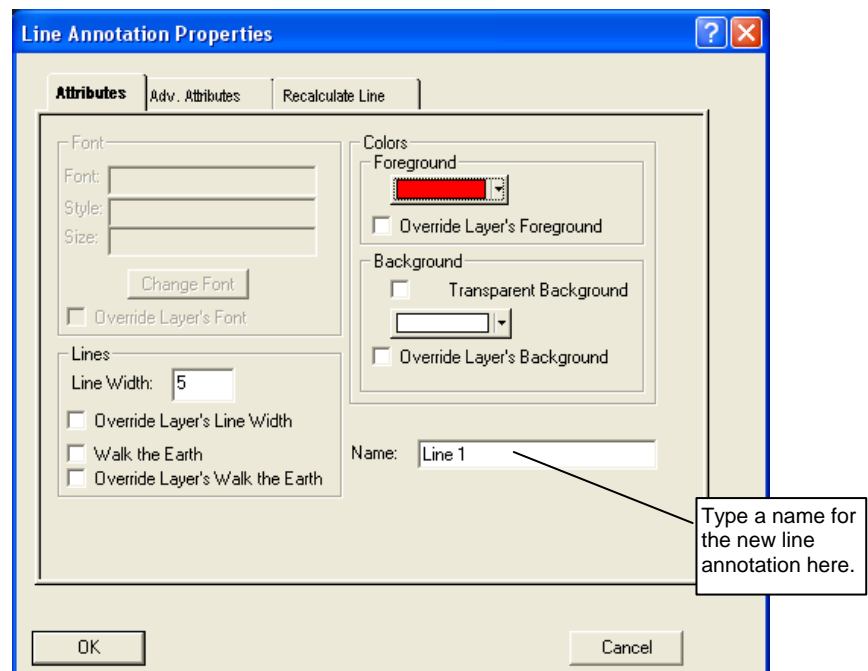 Line Annotation Properties
Attributes
Adv. Attributes
Recalculate Line
Font
Font:
Style:
Size:
Change Font
Override Layer's Font
Lines
Line Width: 5
Override Layer's Line Width
Walk the Earth
Override Layer's Walk the Earth
Colors
Foreground
Override Layer's Foreground
Background
Transparent Background
Override Layer's Background
Name: Line 1
Type a name for
the new line
annotation here.
OK
Cancel